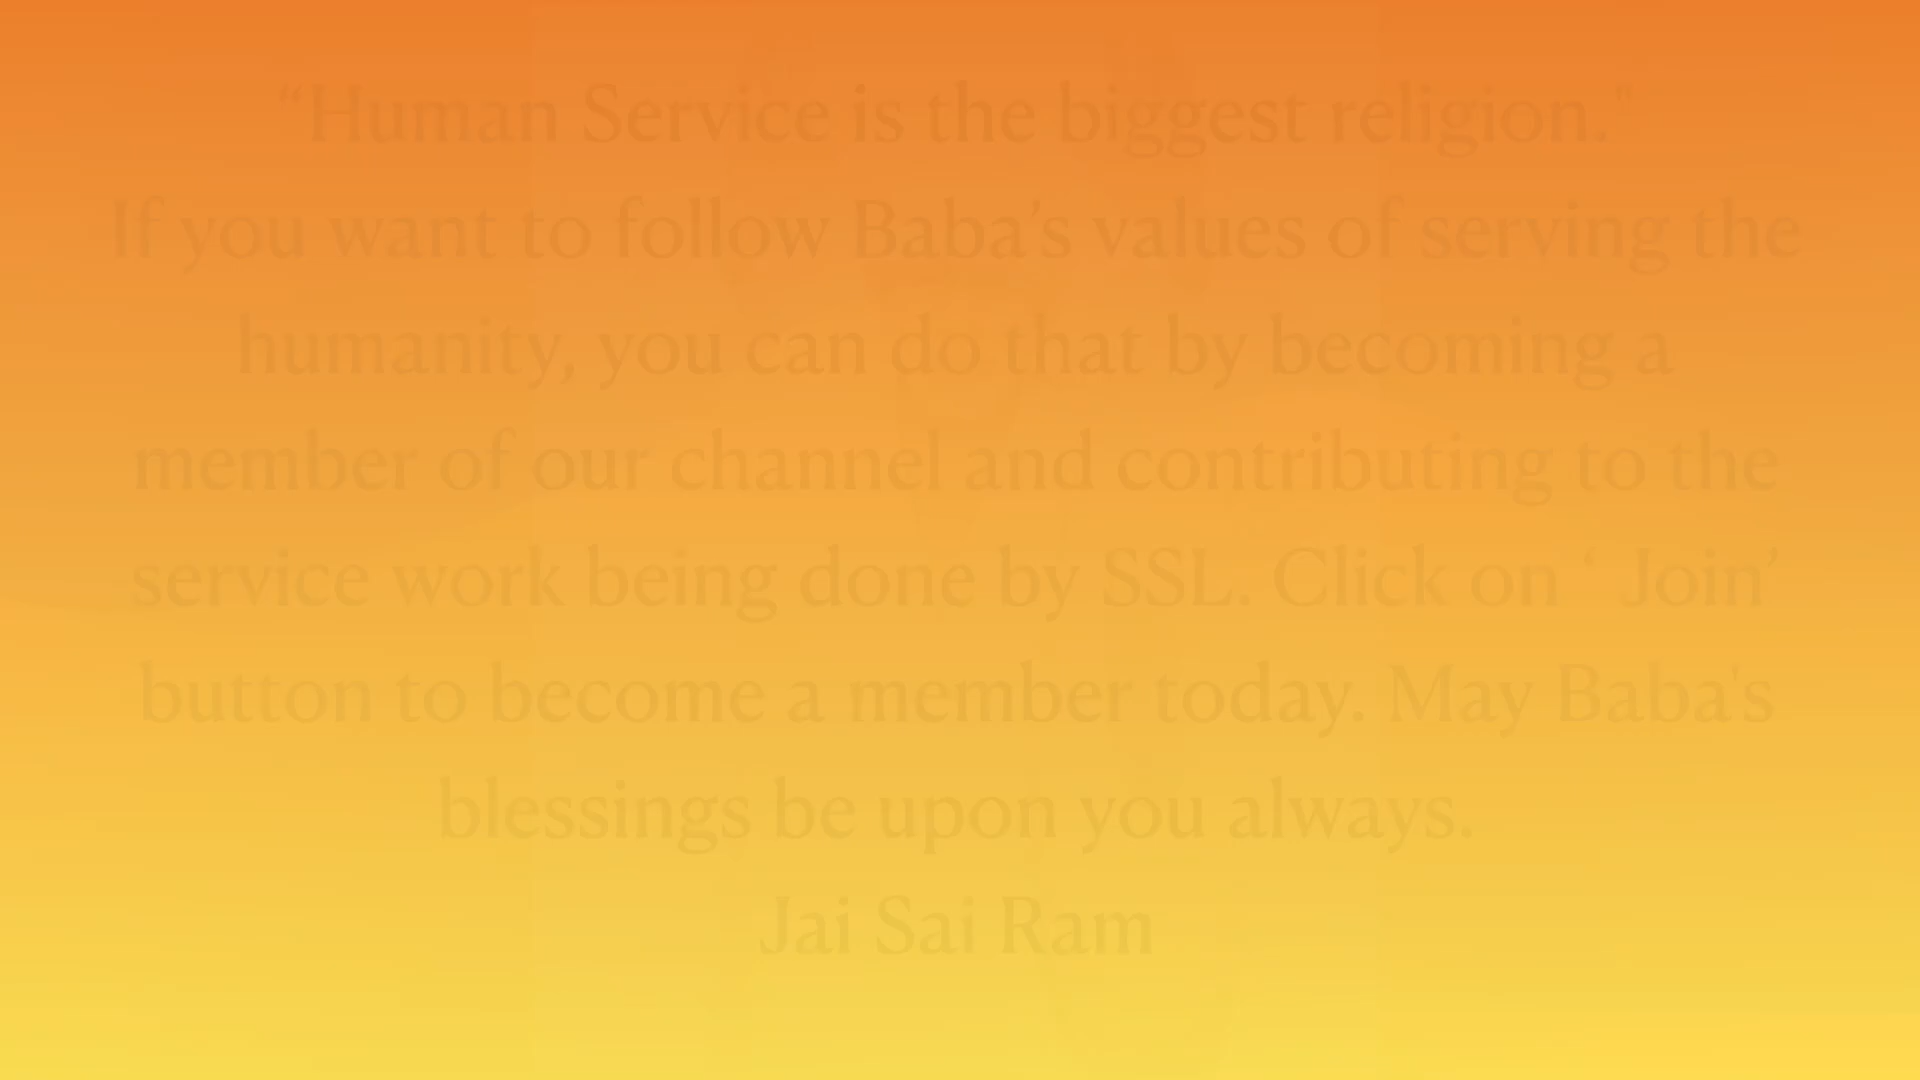 “Human Service is the biggest religion."
If you want to follow Baba’s values of serving the
humanity, you can do that by becoming a
member of our channel and contributing to the
service work being done by SSL. Click on ‘ Join’
button to become a member today. May Baba's
blessings be upon you always.
Jai Sai Ram